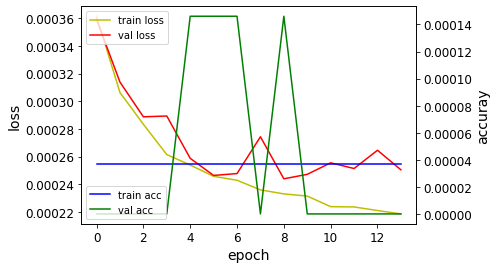 0.00036
0.00034
0.00032
0.00030
0.00028
0.00026
0.00024
0.00022
loss
train loss
val loss
train acc
val acc
0.00014
0.00012
0.00010
0.00008
0.00006
0.00004
0.00002
0.00000
accuray
0 2 4 6 8 10 12
epoch